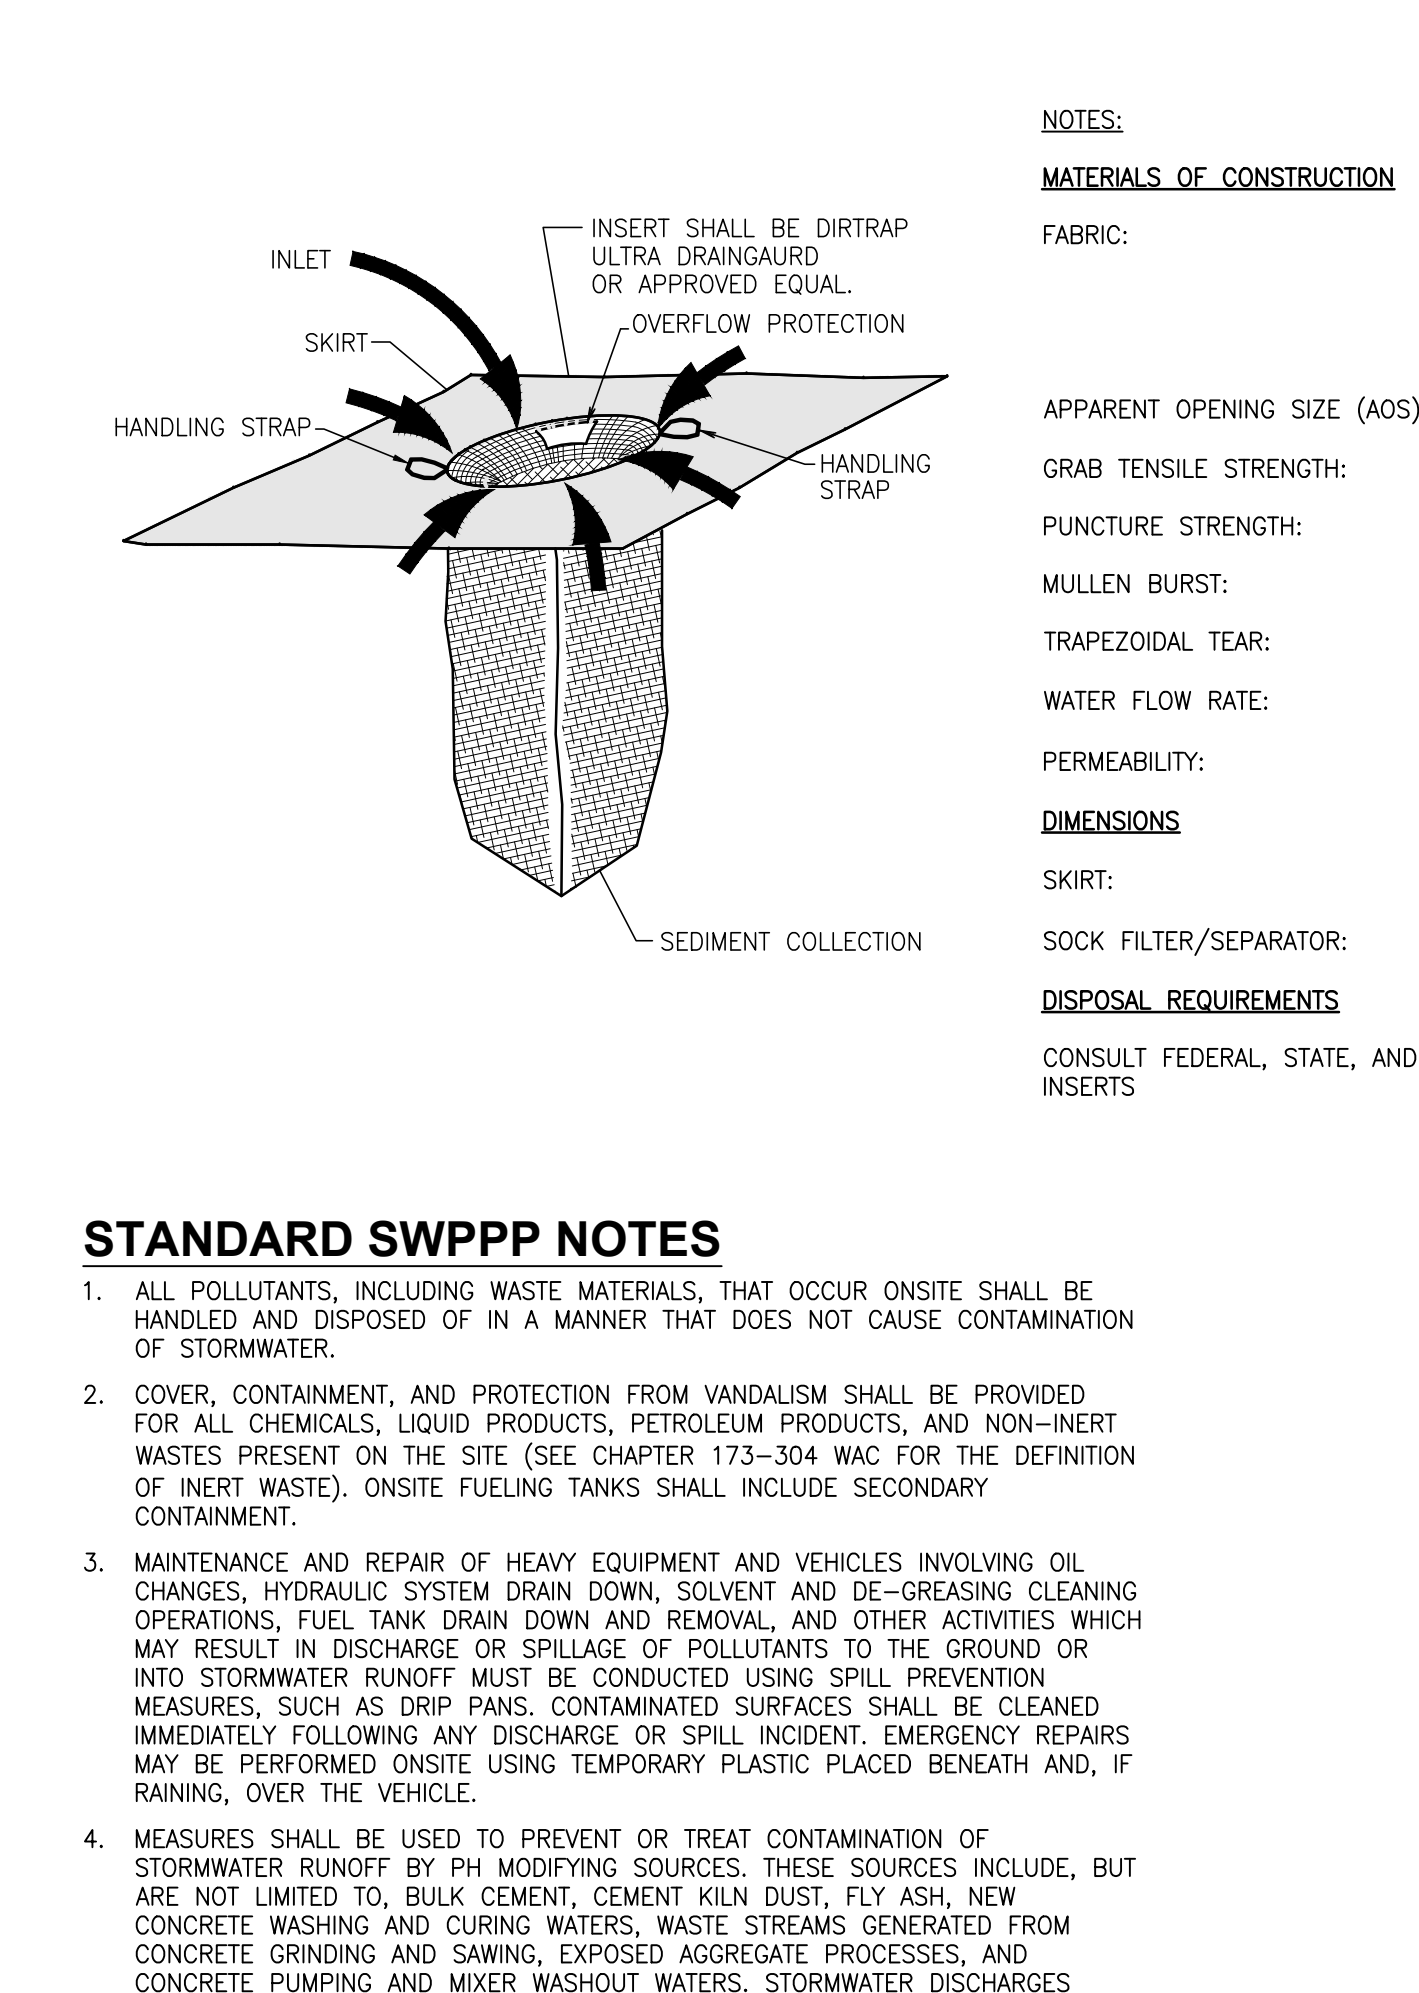 NOTES:
MATERIALS OF CONSTRUCTION
FABRIC:
INSERT SHALL BE DIRTRAP
ULTRA DRAINGAURD
OR APPROVED EQUAL.
INLET
OVERFLOW PROTECTION
SKIRT
HANDLING STRAP
HANDLING
STRAP
SEDIMENT COLLECTION
APPARENT OPENING SIZE (AOS)
GRAB TENSILE STRENGTH:
PUNCTURE STRENGTH:
MULLEN BURST:
TRAPEZOIDAL TEAR:
WATER FLOW RATE:
PERMEABILITY:
DIMENSIONS
SKIRT:
SOCK FILTER/SEPARATOR:
DISPOSAL REQUIREMENTS
CONSULT FEDERAL, STATE, AND
INSERTS
STANDARD SWPPP NOTES
1. ALL POLLUTANTS, INCLUDING WASTE MATERIALS, THAT OCCUR ONSITE SHALL BE
HANDLED AND DISPOSED OF IN A MANNER THAT DOES NOT CAUSE CONTAMINATION
OF STORMWATER.
2. COVER, CONTAINMENT, AND PROTECTION FROM VANDALISM SHALL BE PROVIDED
FOR ALL CHEMICALS, LIQUID PRODUCTS, PETROLEUM PRODUCTS, AND NON-INERT
WASTES PRESENT ON THE SITE (SEE CHAPTER 173-304 WAC FOR THE DEFINITION
OF INERT WASTE). ONSITE FUELING TANKS SHALL INCLUDE SECONDARY
CONTAINMENT.
3. MAINTENANCE AND REPAIR OF HEAVY EQUIPMENT AND VEHICLES INVOLVING OIL
CHANGES, HYDRAULIC SYSTEM DRAIN DOWN, SOLVENT AND DE-GREASING CLEANING
OPERATIONS, FUEL TANK DRAIN DOWN AND REMOVAL, AND OTHER ACTIVITIES WHICH
MAY RESULT IN DISCHARGE OR SPILLAGE OF POLLUTANTS TO THE GROUND OR
INTO STORMWATER RUNOFF MUST BE CONDUCTED USING SPILL PREVENTION
MEASURES, SUCH AS DRIP PANS. CONTAMINATED SURFACES SHALL BE CLEANED
IMMEDIATELY FOLLOWING ANY DISCHARGE OR SPILL INCIDENT. EMERGENCY REPAIRS
MAY BE PERFORMED ONSITE USING TEMPORARY PLASTIC PLACED BENEATH AND, IF
RAINING, OVER THE VEHICLE.
4. MEASURES SHALL BE USED TO PREVENT OR TREAT CONTAMINATION OF
STORMWATER RUNOFF BY PH MODIFYING SOURCES. THESE SOURCES INCLUDE, BUT
ARE NOT LIMITED TO, BULK CEMENT, CEMENT KILN DUST, FLY ASH, NEW
CONCRETE WASHING AND CURING WATERS, WASTE STREAMS GENERATED FROM
CONCRETE GRINDING AND SAWING, EXPOSED AGGREGATE PROCESSES, AND
CONCRETE PUMPING AND MIXER WASHOUT WATERS. STORMWATER DISCHARGES